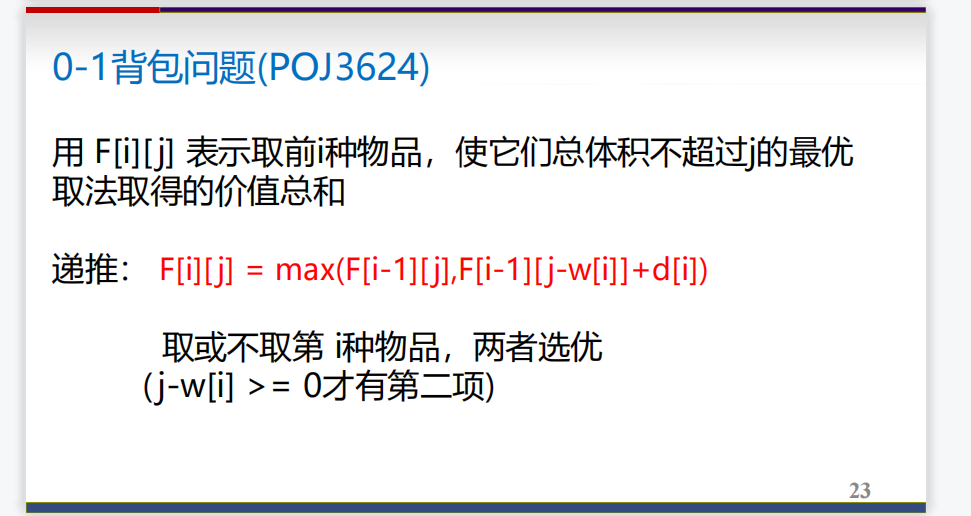 0-1背包问题(POJ3624)
用 F[i][j] 表示取前i种物品，使它们总体积不超过j的最优
取法取得的价值总和
递推： F[i][j] = max(F[i-1][j],F[i-1][j-w[i]]+d[i])
取或不取第 i种物品，两者选优
(j-w[i] >= 0才有第二项)
23